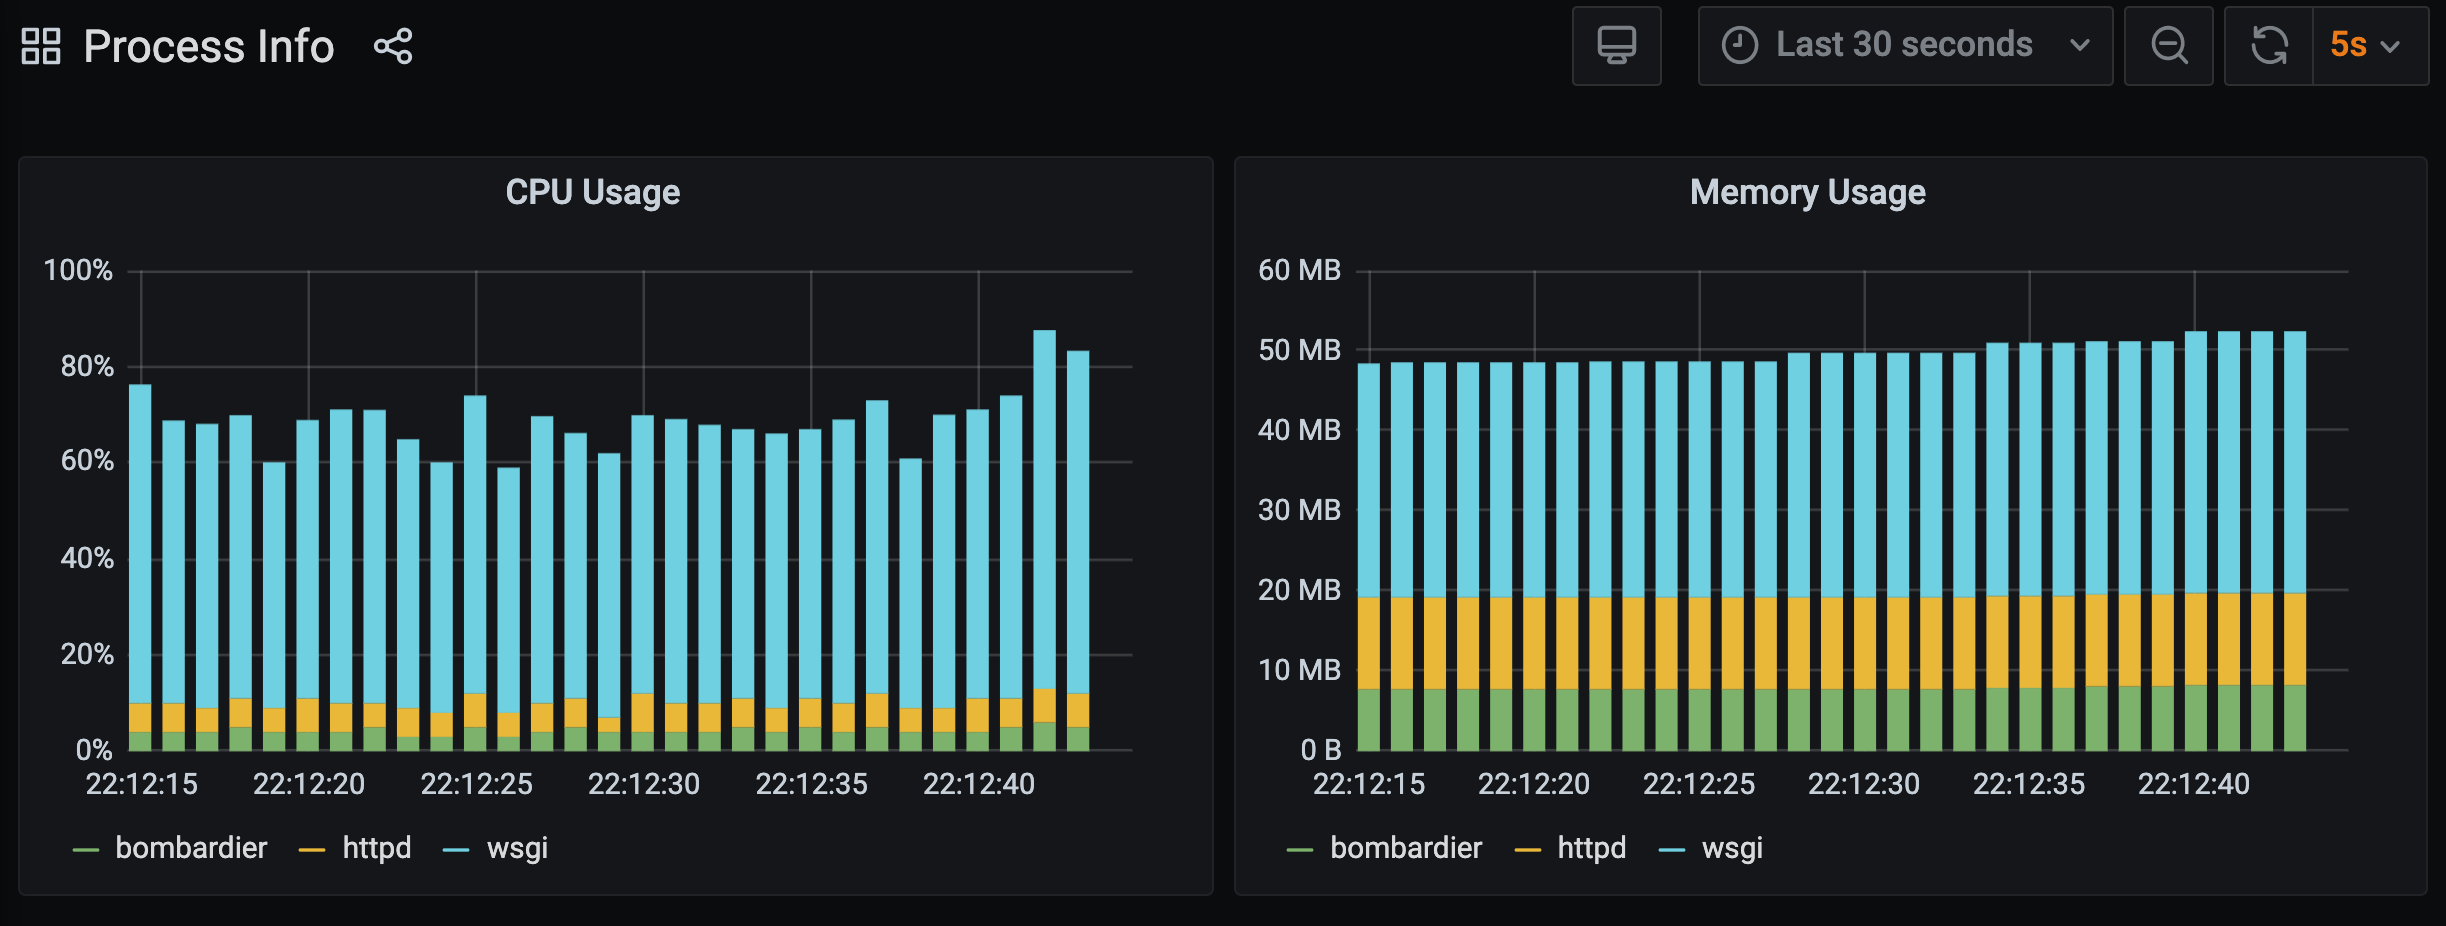 Process Info
Last 30 seconds
5s
CPU Usage
100%
80%
60%
40%
20%
0%
22:12:15 22:12:20 22:12:25 22:12:30 22:12:35 22:12:40
bombardier httpd wsgi
Memory Usage
60 MB
50 MB
40 MB
30 MB
20 MB
10 MB
0 B
22:12:15 22:12:20 22:12:25 22:12:30 22:12:35 22:12:40
bombardier httpd wsgi